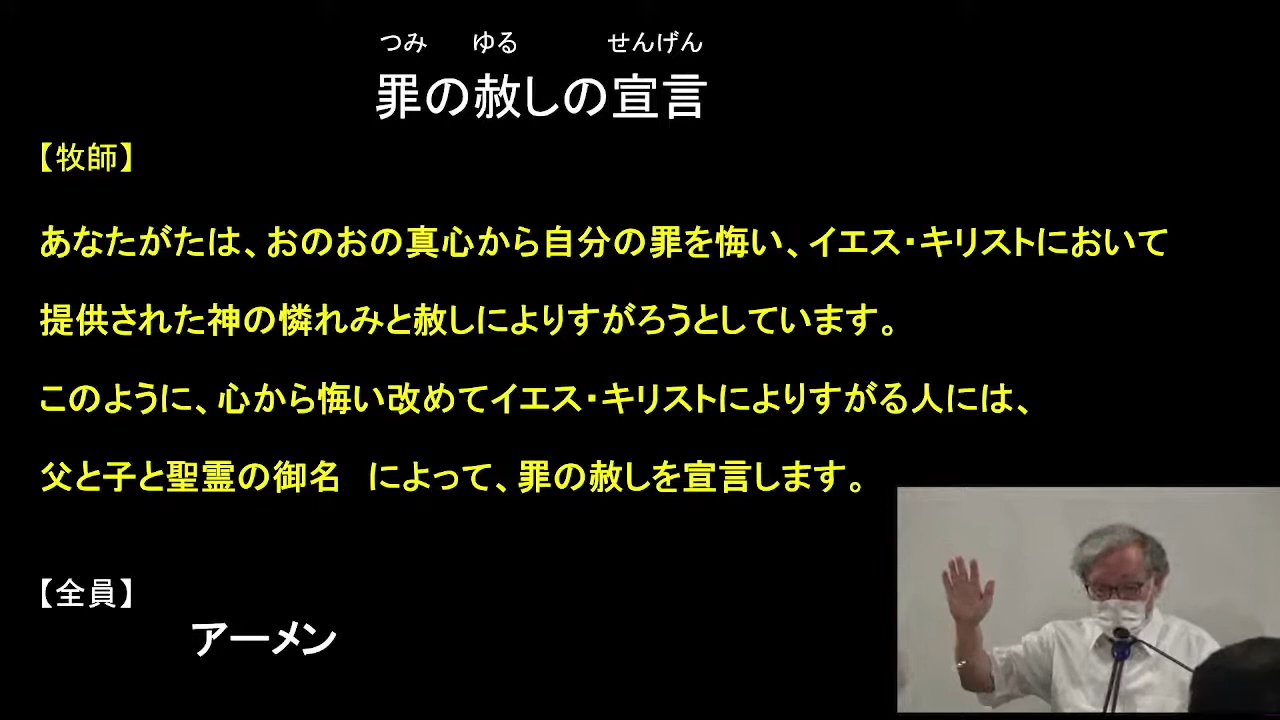 つみ ゆる せんげん
罪の赦しの宣言
【牧師】
あなたがたは、おのおの真心から自分の罪を悔い、イエス・キリストにおいて
提供された神の憐れみと赦しによりすがろうとしています。
このように、心から悔い改めてイエス・キリストによりすがる人には、
父と子と聖霊の御名　によって、罪の赦しを宣言します。
【全員】
アーメン